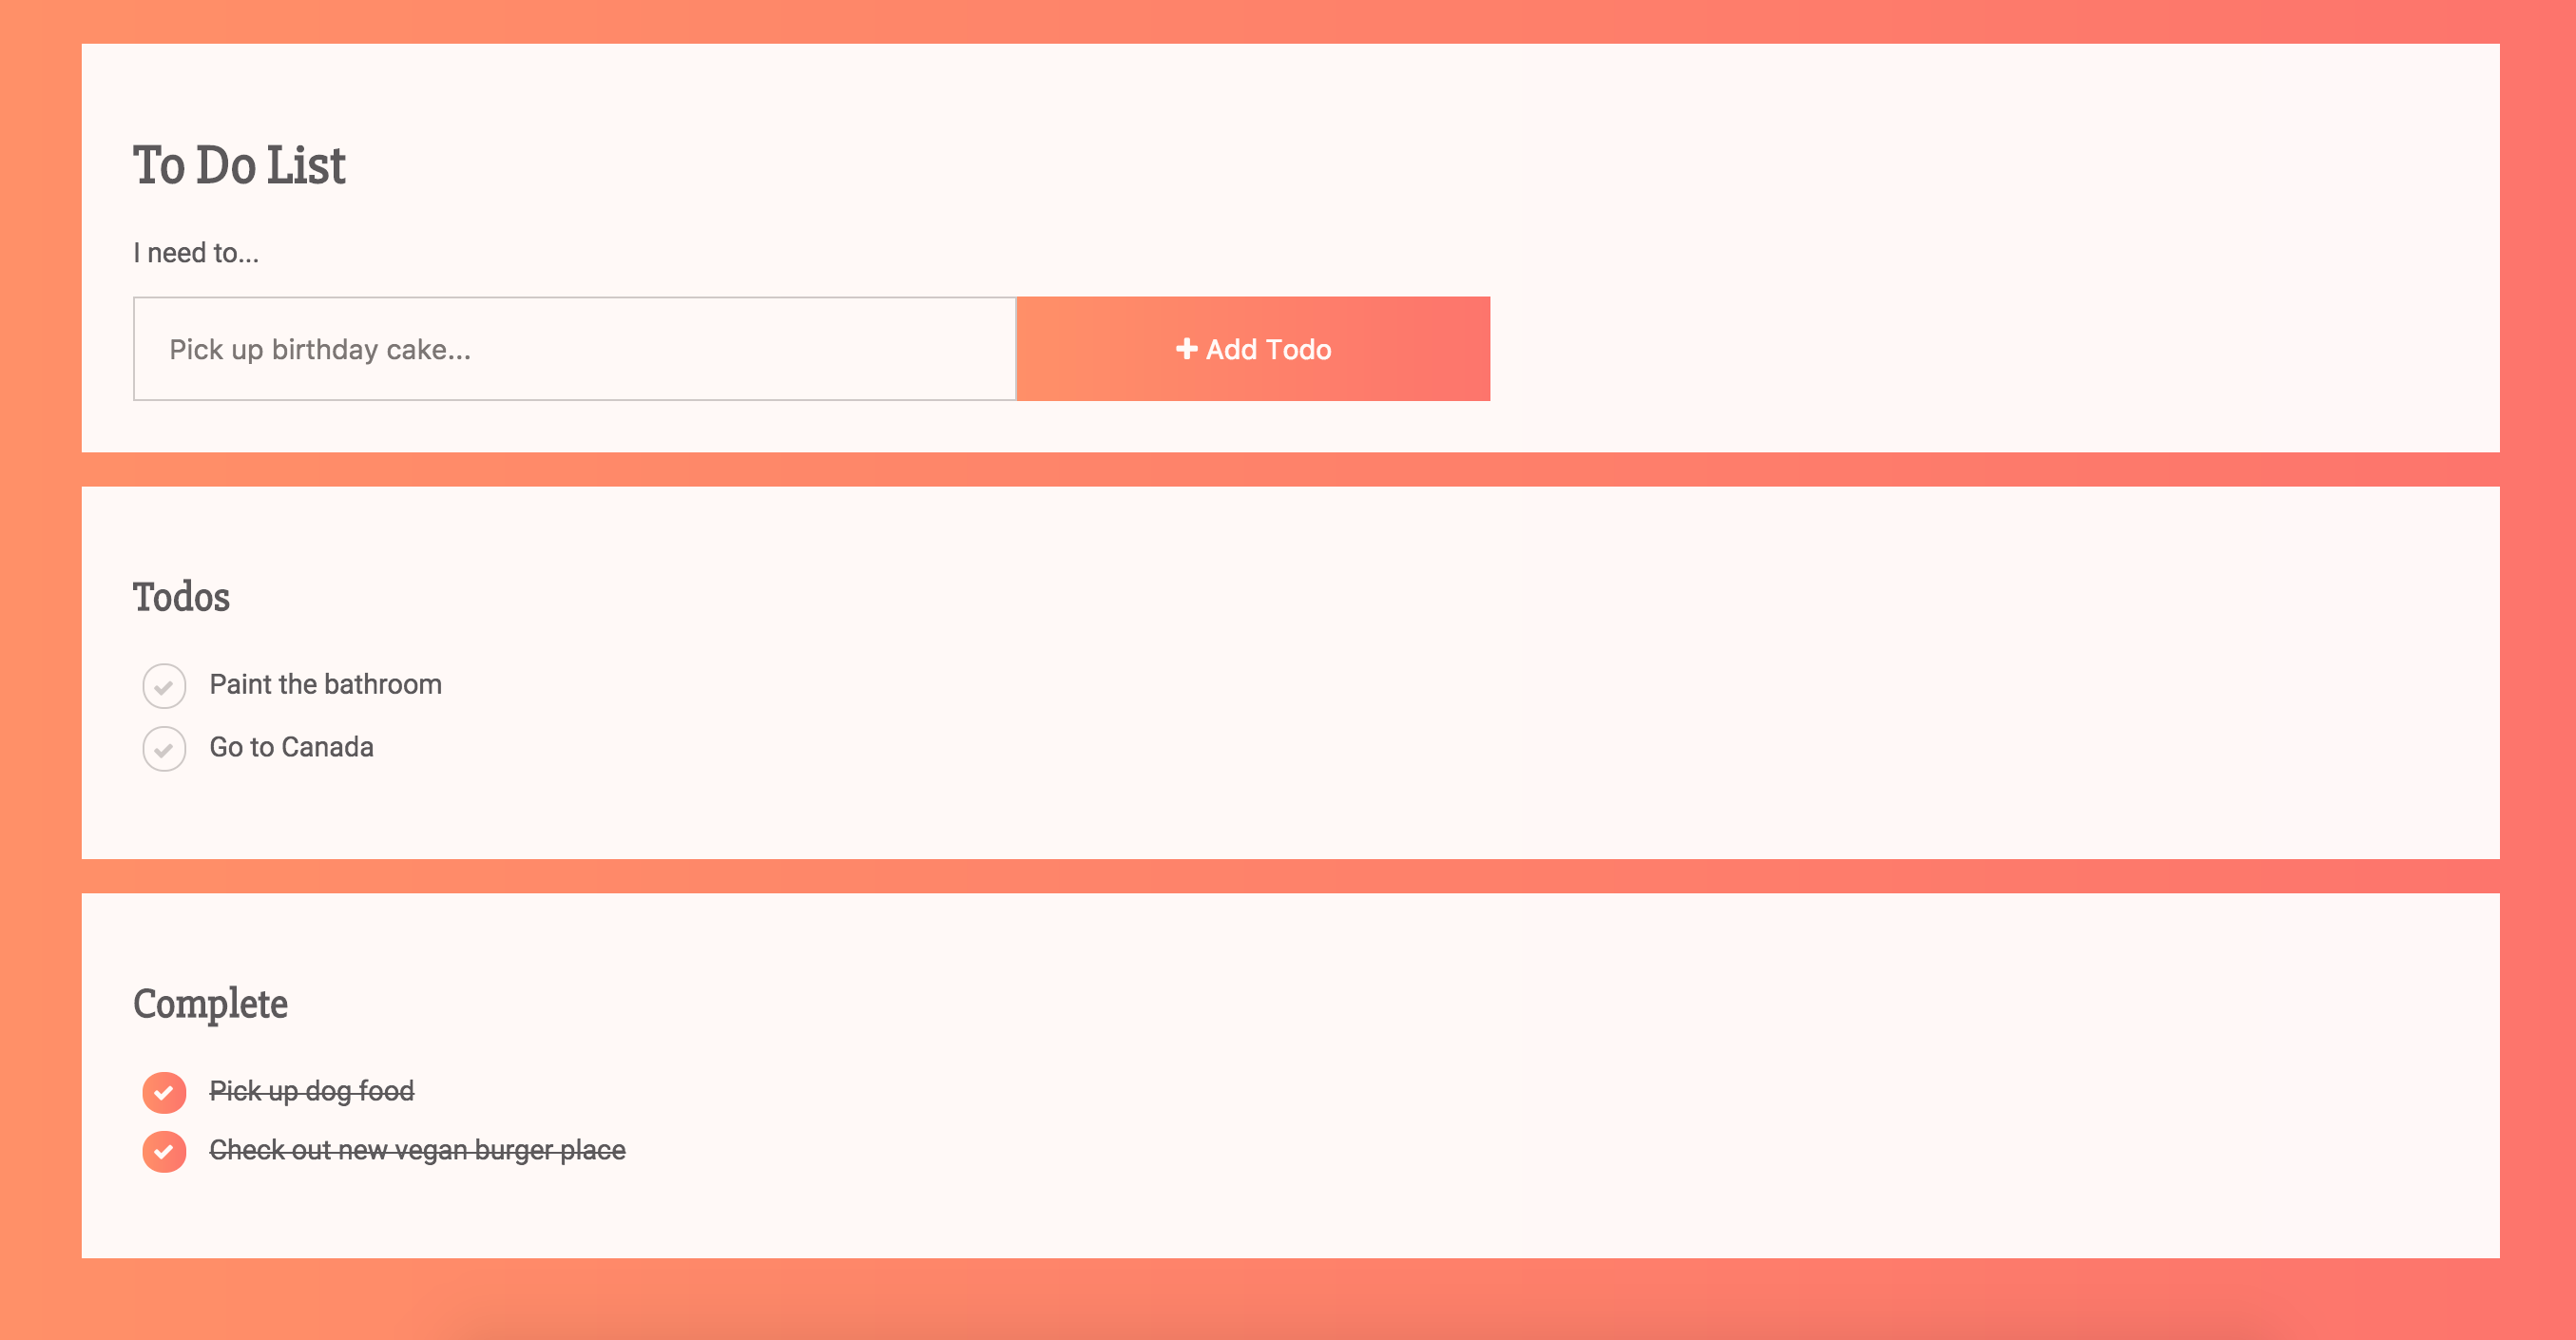 To Do List
I need to...
Pick up birthday cake...
Add Todo
Todos
Paint the bathroom
Go to Canada
Complete
Pick up dog food
Check out new vegan burger place